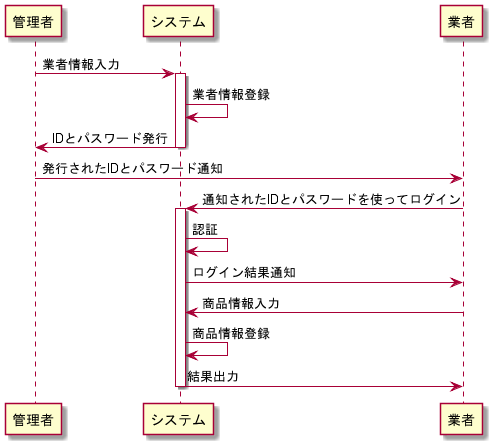 管理者
システム
業者
業者情報入力
業者情報登録
IDとパスワード発行
発行されたIDとパスワード通知
通知されたIDとパスワードを使ってログイン
認証
ログイン結果通知
商品情報入力
商品情報登録
結果出力
管理者
システム
業者